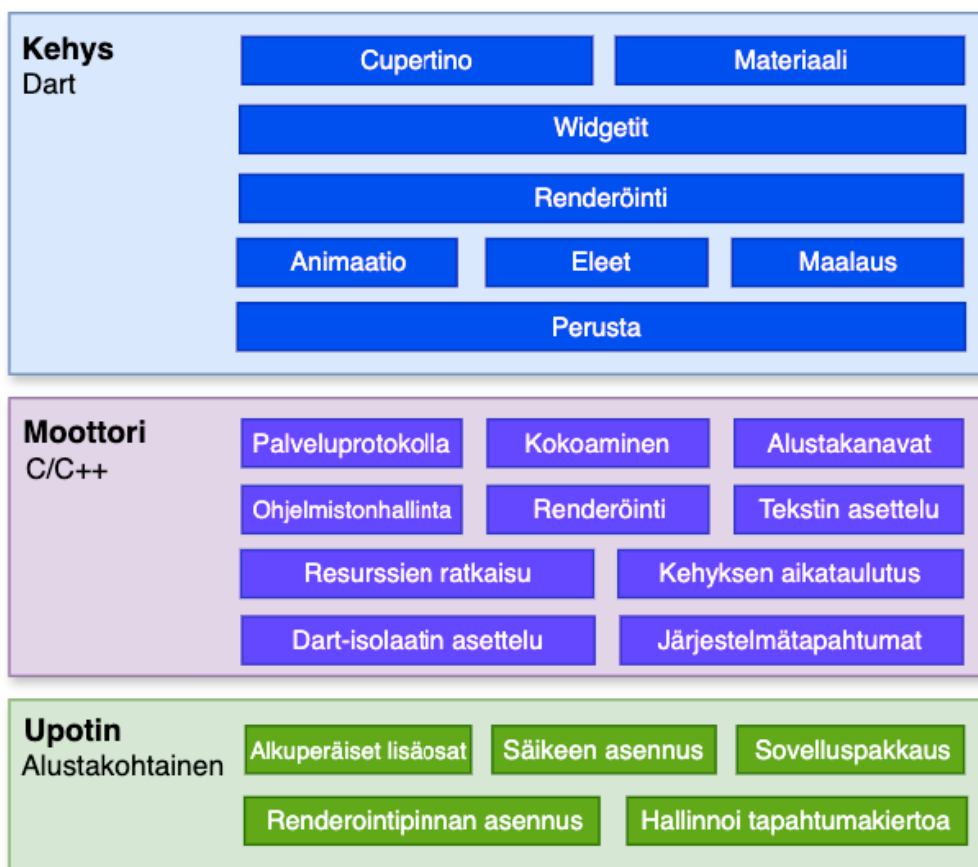 Kehys
Dart
Cupertino
Materiaali
Widgetit
Renderöinti
Animaatio
Eleet
Maalaus
Perusta
Moottori
C/C++
Palveluprotokolla
Kokoaminen
Alustakanavat
Ohjelmistonhallinta
Renderöinti
Tekstin asettelu
Resurssien ratkaisu
Kehyksen aikataulutus
Dart-isolaatin asettelu
Järjestelmätapahtumat
Upotin
Alustakohtainen
Alkuperäiset lisäosat
Säikeen asennus
Sovelluspakkaus
Renderointipinnan asennus
Hallinnoi tapahtumakiertoa